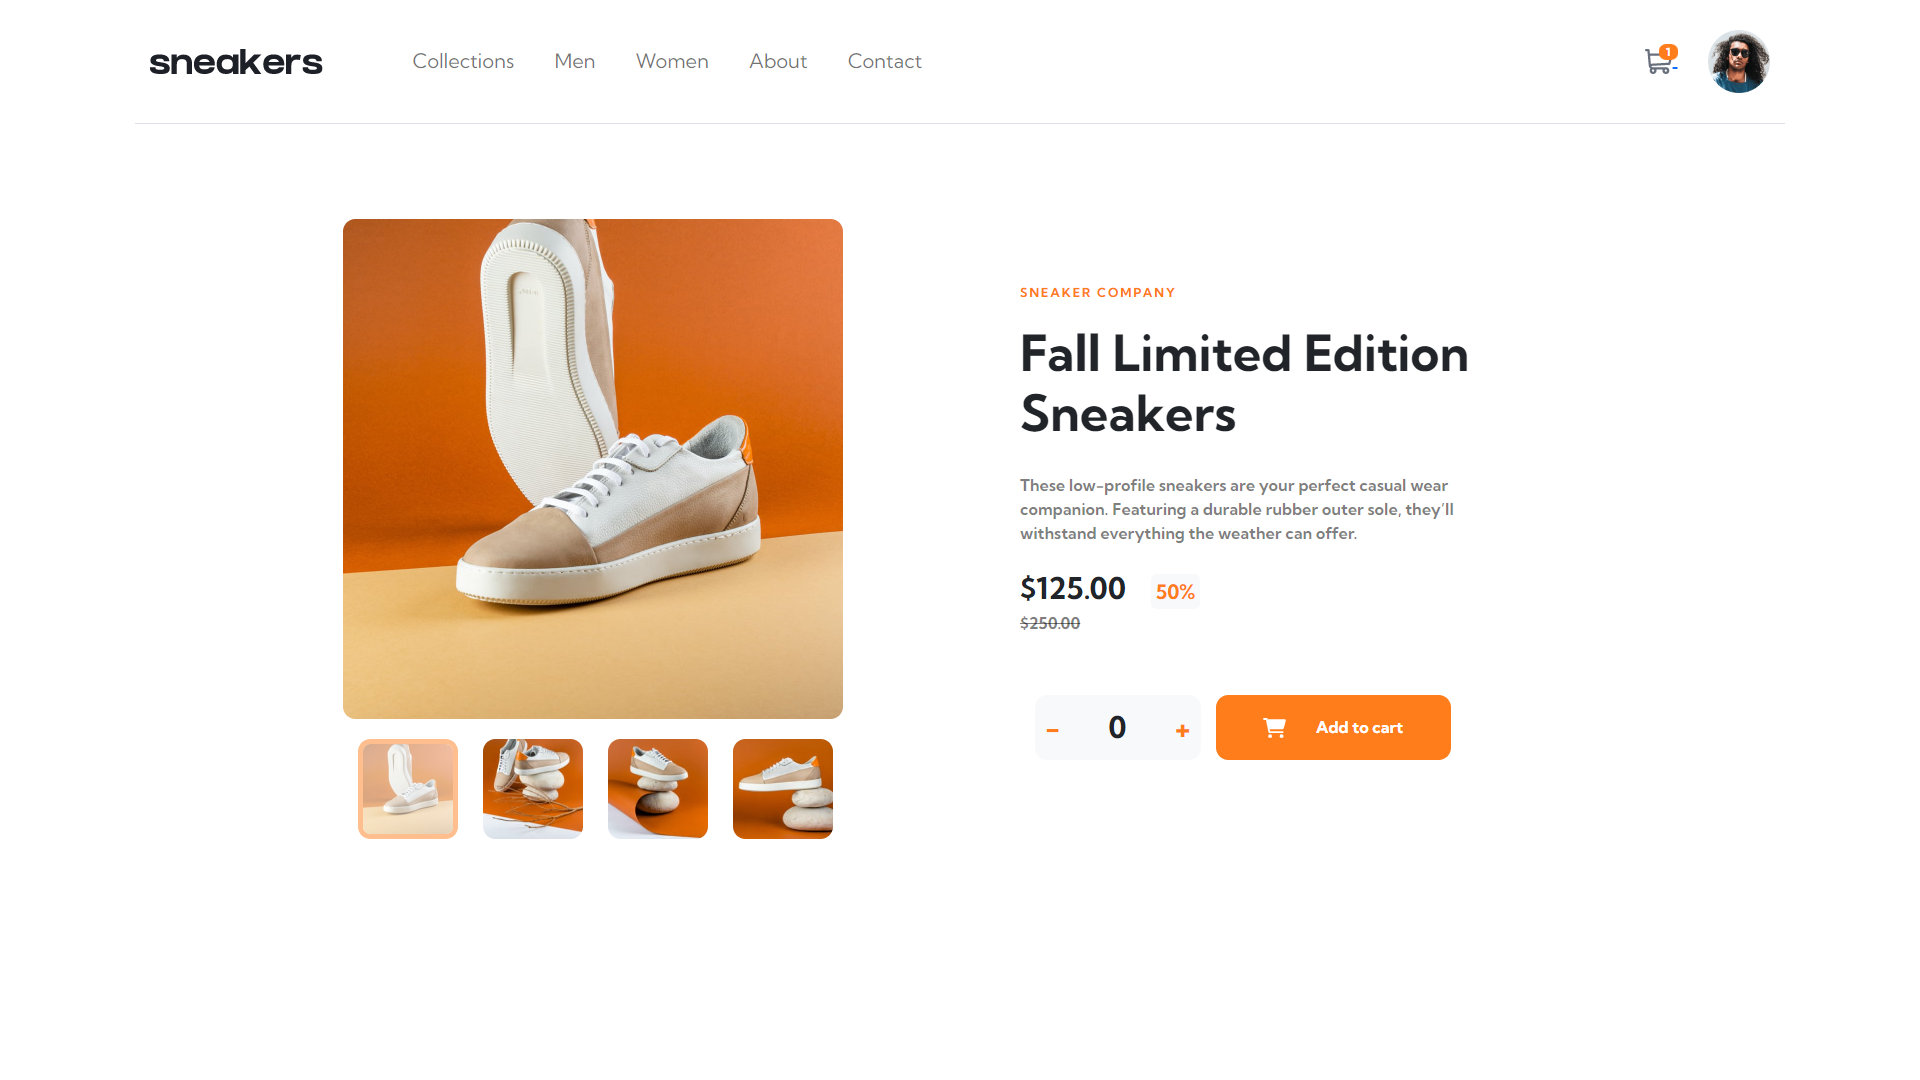 sneakers
Collections
Men
Women
About
Contact
1
SNEAKER COMPANY
Fall Limited Edition
Sneakers
These low-profile sneakers are your perfect casual wear
companion. Featuring a durable rubber outer sole, they’ll
withstand everything the weather can offer.
$125.00
50%
$250.00
-
0
+
Add to cart